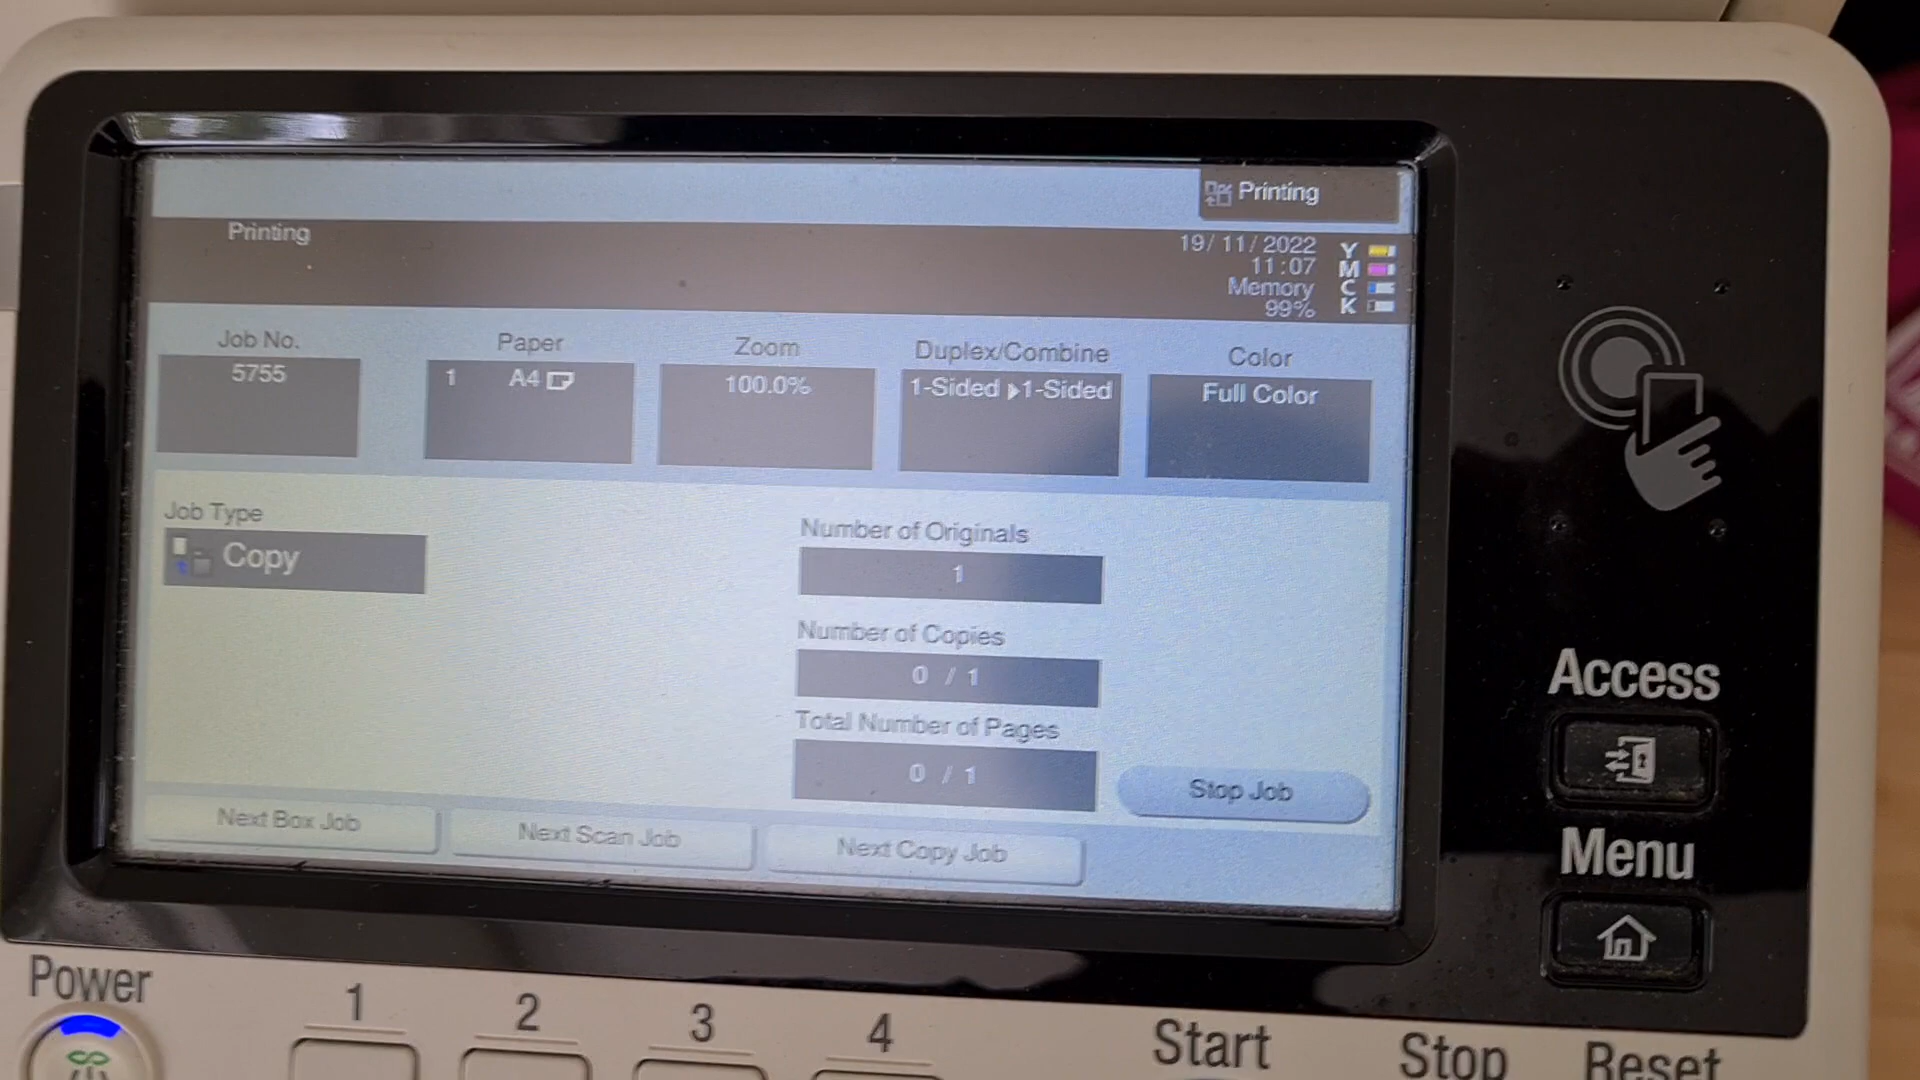 Printing
Printing
19/11/2022
11:07
Memory
99%
Y
M
C
K
Job No.
5755
Paper
1 A4
Zoom
100.0%
Duplex/Combine
1-Sided ▶1-Sided
Color
Full Color
Job Type
Copy
Number of Originals
1
Number of Copies
0 / 1
Total Number of Pages
0 / 1
Stop Job
Next Box Job
Next Scan Job
Next Copy Job
Access
Menu
Power
1
2
3
4
Start
Stop
Reset